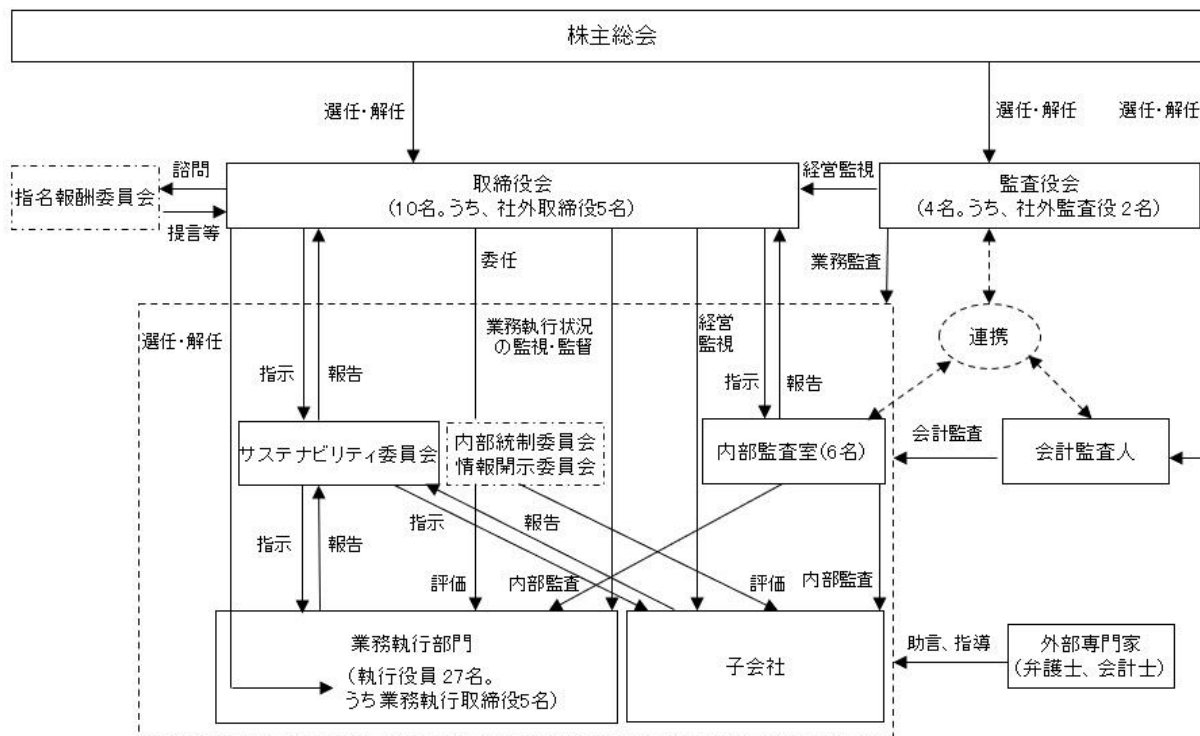 株主総会
選任・解任
選任・解任
選任・解任
諮問
指名報酬委員会
提言等
取締役会
(10名。うち、社外取締役5名)
経営監視
監査役会
(4名。うち、社外監査役2名)
委任
業務監査
選任・解任
業務執行状況
の監視・監督
経営
監視
連携
指示
報告
指示
報告
サステナビリティ委員会
内部統制委員会
情報開示委員会
内部監査室(6名)
会計監査
会計監査人
指示
報告
指示
報告
評価
内部監査
評価
内部監査
業務執行部門
(執行役員27名。
うち業務執行取締役5名)
子会社
助言、指導
外部専門家
(弁護士、会計士)